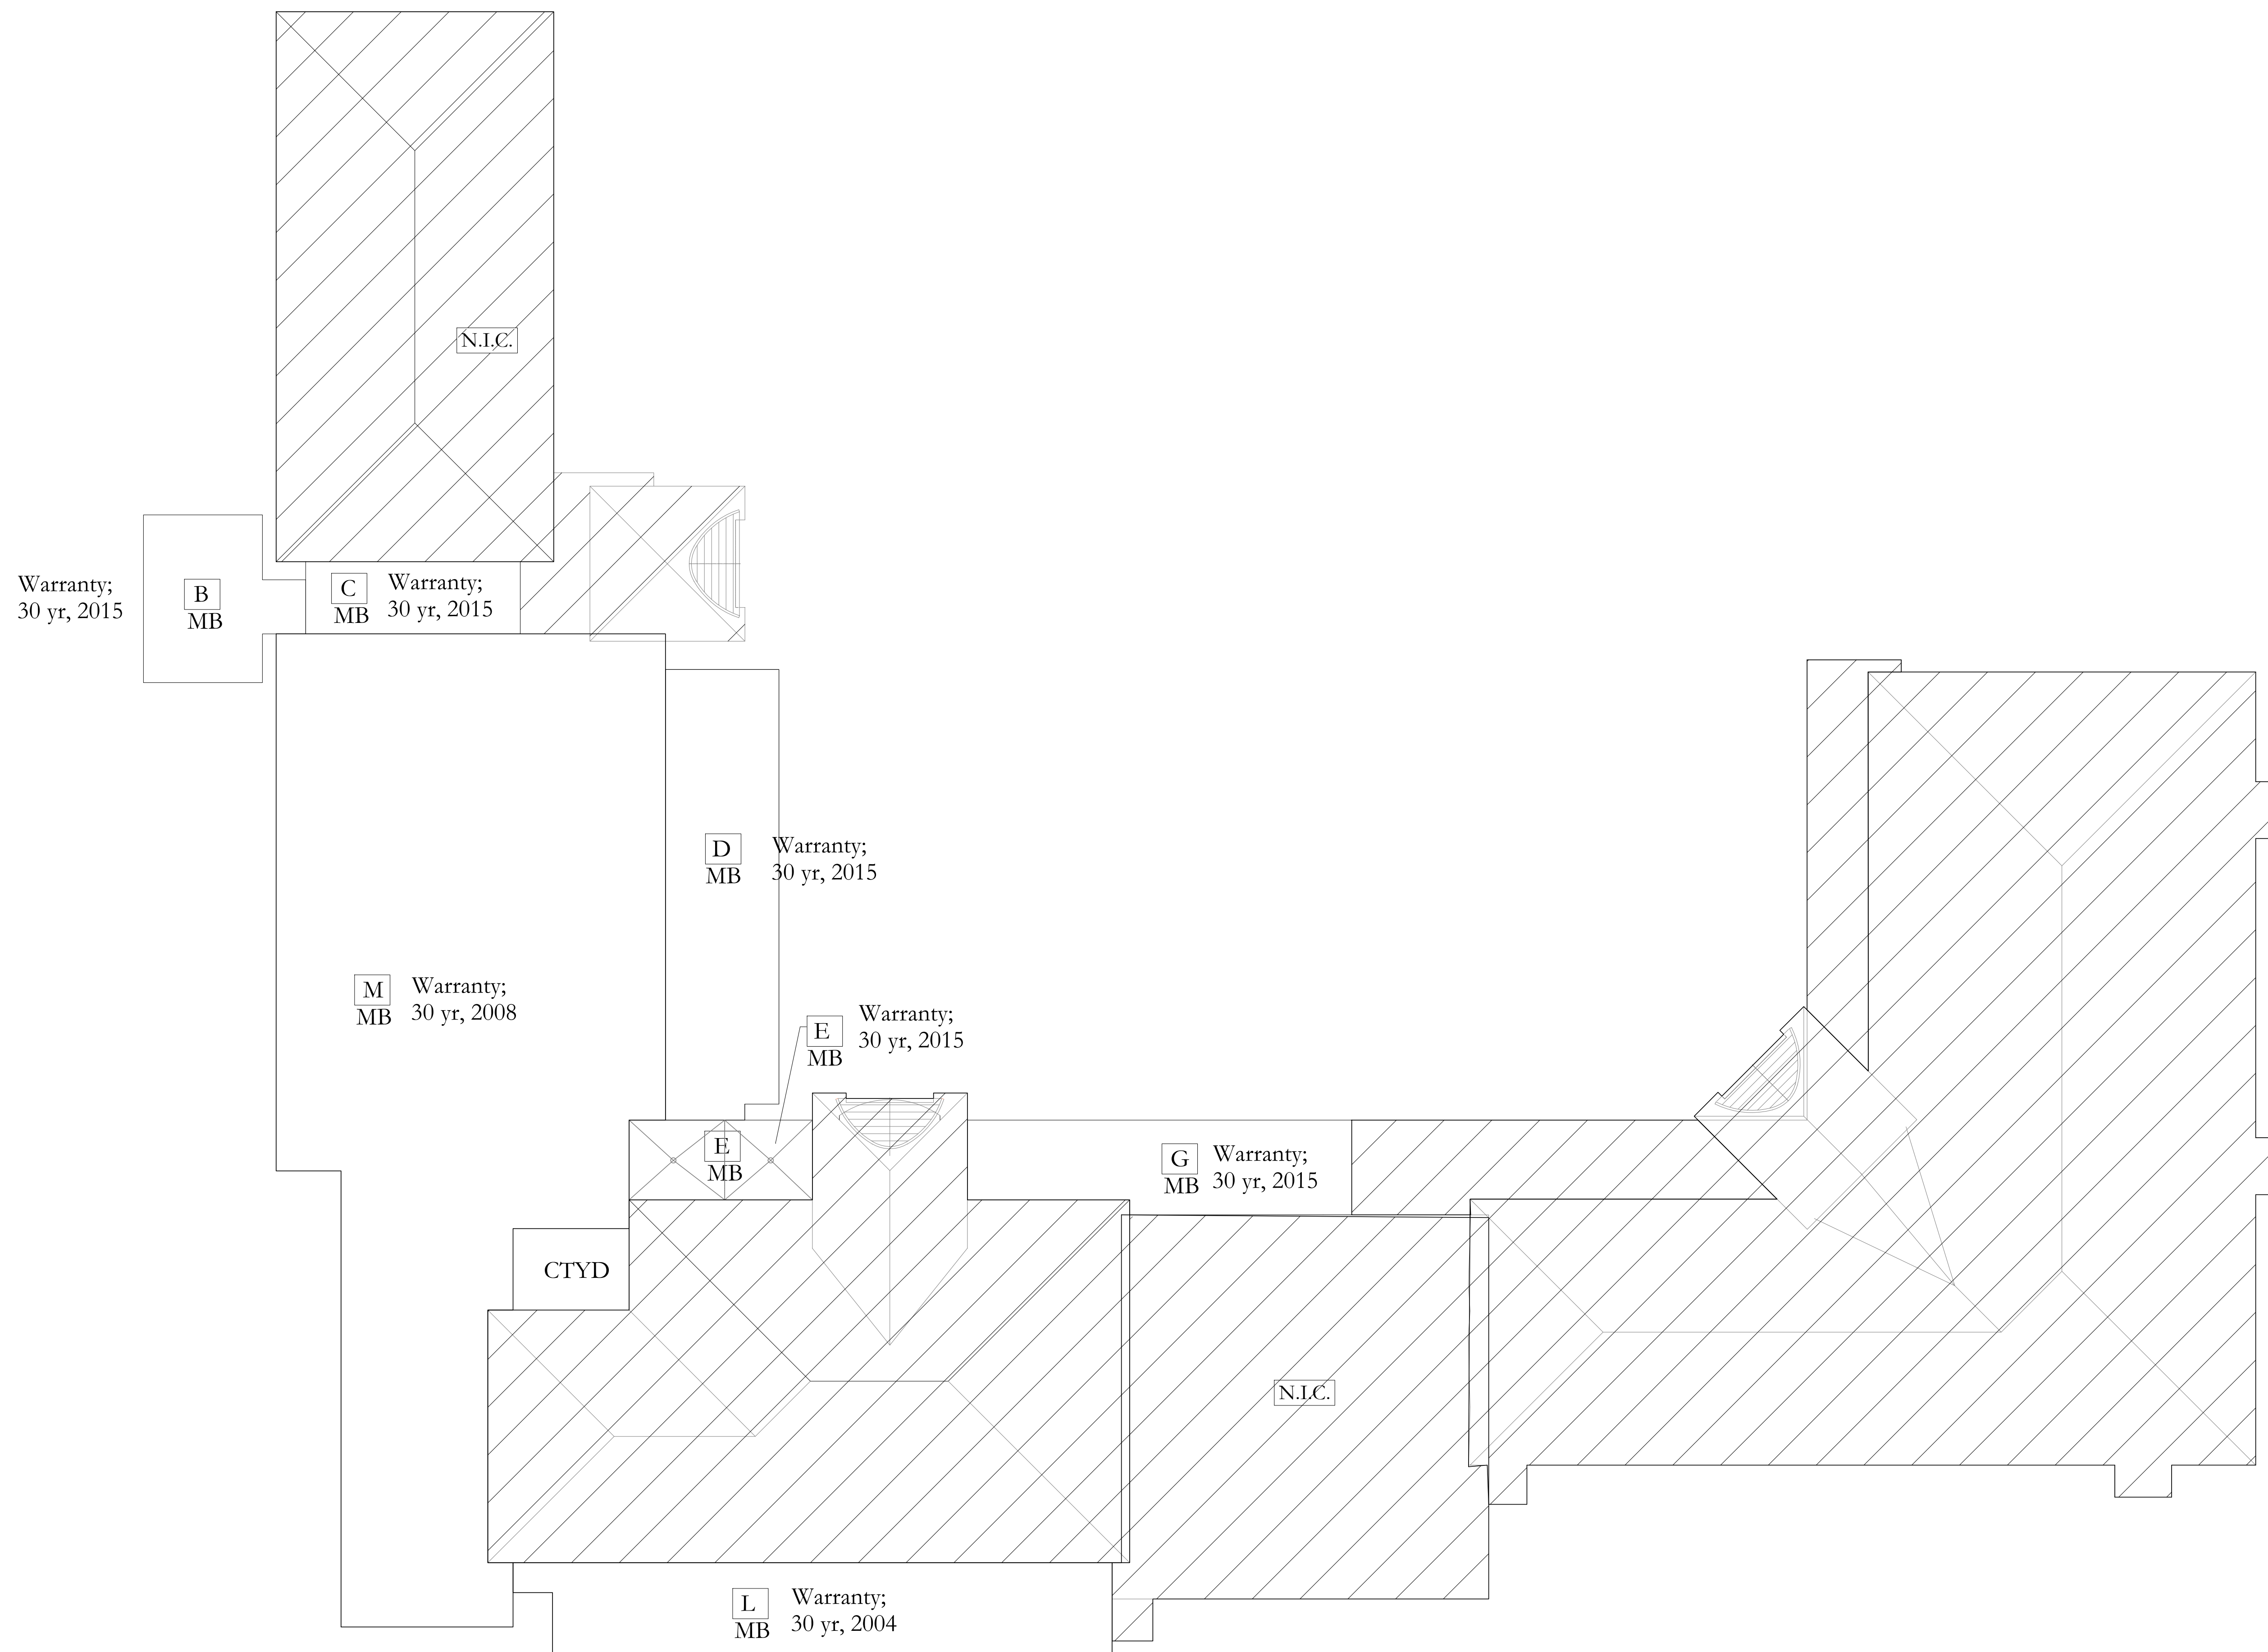 N.I.C.
Warranty;
30 yr, 2015
B
MB
C
MB
Warranty;
30 yr, 2015
D
MB
Warranty;
30 yr, 2015
M
MB
Warranty;
30 yr, 2008
E
MB
Warranty;
30 yr, 2015
E
MB
G
MB
Warranty;
30 yr, 2015
CTYD
N.I.C.
L
MB
Warranty;
30 yr, 2004